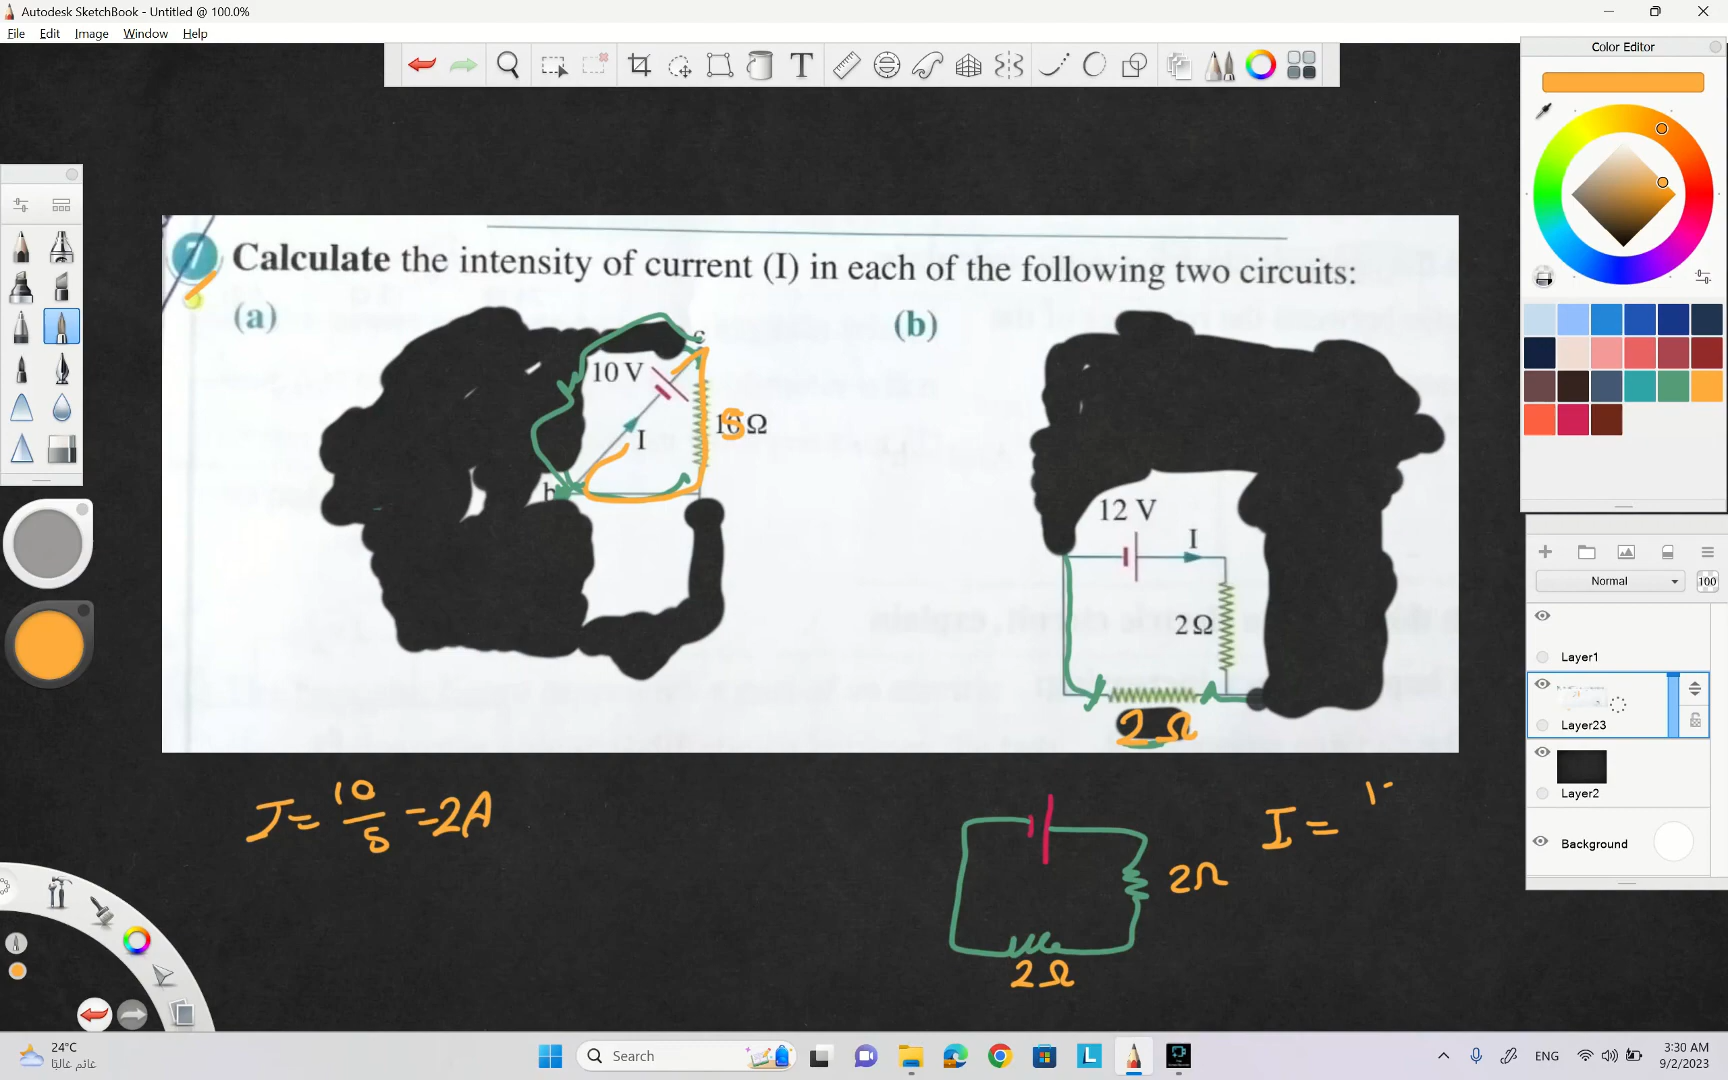 Autodesk SketchBook - Untitled @ 100.0%
File Edit Image Window Help
T
Color Editor
7 Calculate the intensity of current (I) in each of the following two circuits:
(a)
(b)
c
10 V
I
5 Ω
b
12 V
I
2 Ω
2 Ω
I = 10/5 = 2A
2Ω
2Ω
I =
Normal
100
Layer1
Layer23
Layer2
Background
24°C
غائم غالبًا
Search
L
ENG
3:30 AM
9/2/2023